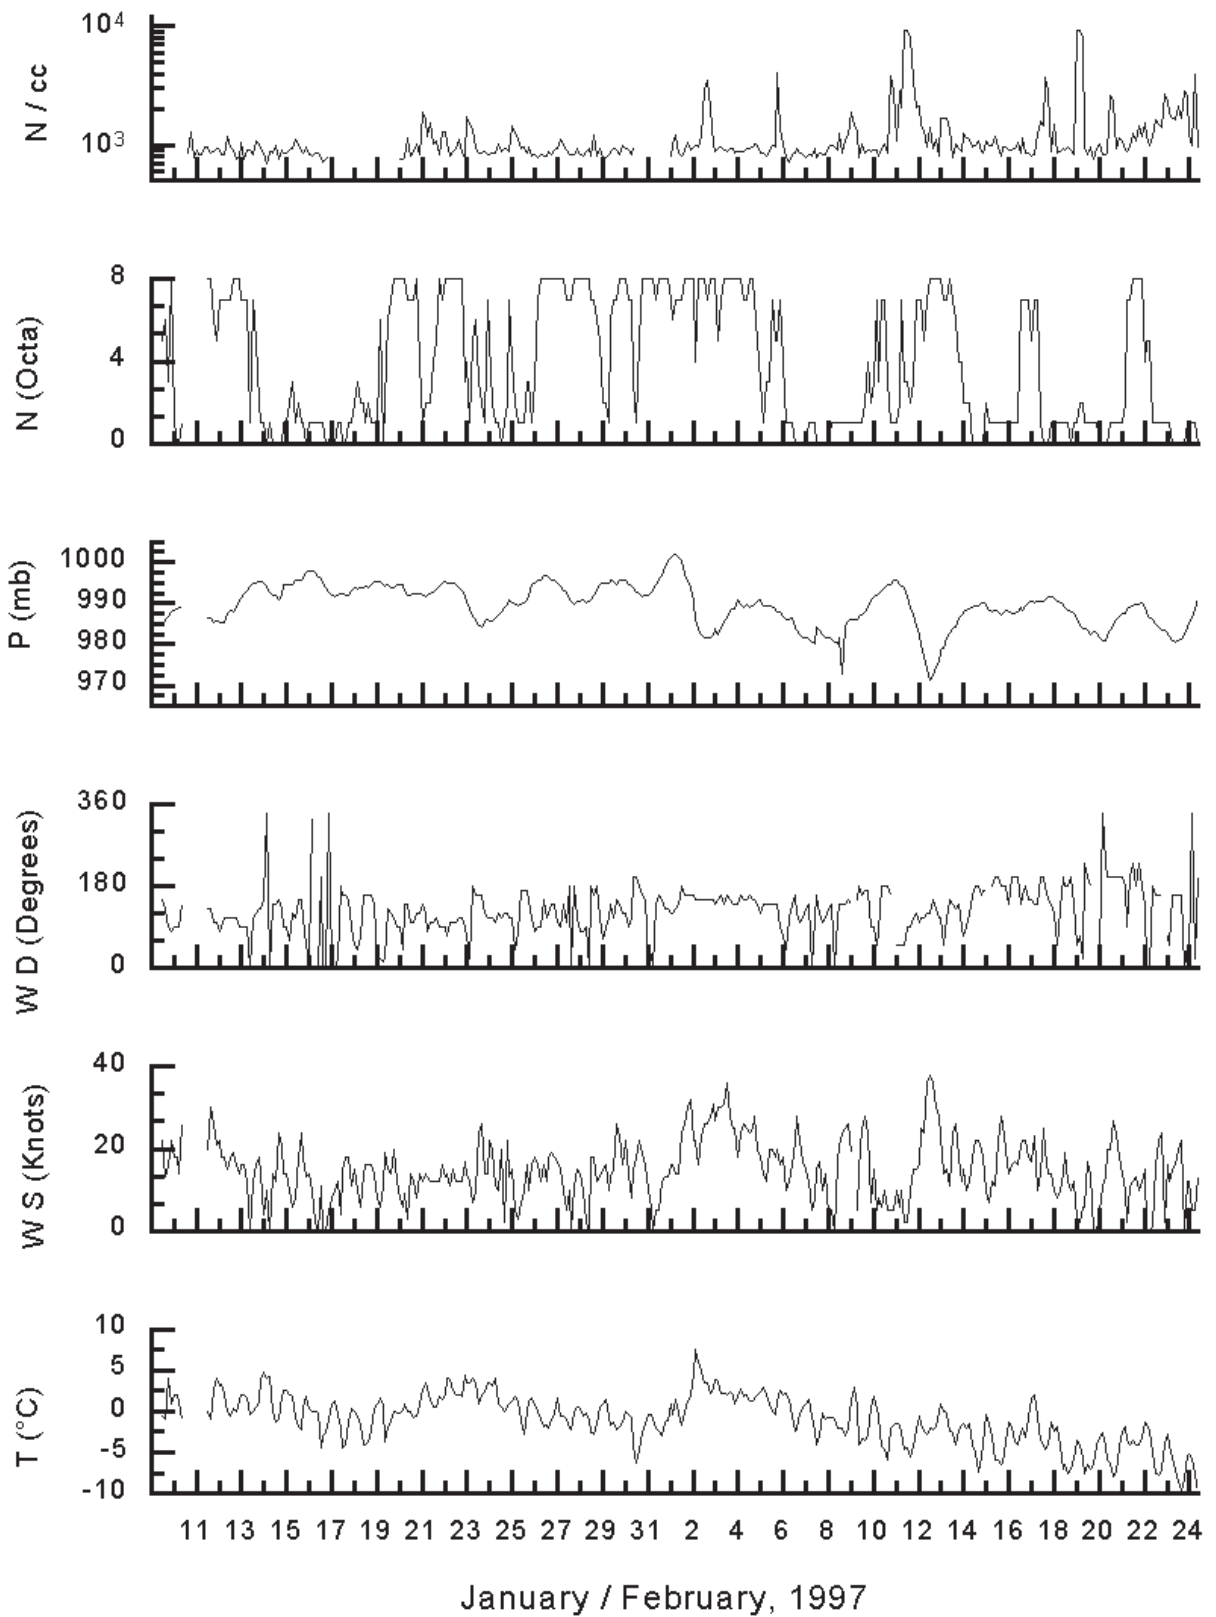 N / cc
10⁴
10³
N (Octa)
8
4
0
P (mb)
1000
990
980
970
W D (Degrees)
360
180
0
W S (Knots)
40
20
0
T (°C)
10
5
0
-5
-10
11 13 15 17 19 21 23 25 27 29 31 2 4 6 8 10 12 14 16 18 20 22 24
January / February, 1997